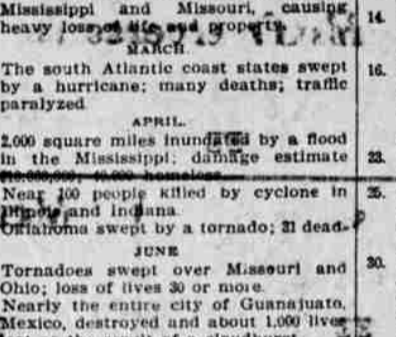 Mississippi and Missouri, causing
heavy loss of life and property.
MARCH.
The south Atlantic coast states swept
by a hurricane; many deaths; traffic
paralyzed
APRIL.
2,000 square miles inundated by a flood
in the Mississippi; damage estimate
homeless
Near 100 people killed by cyclone in
Illinois and Indiana.
Oklahoma swept by a tornado; 21 dead.
JUNE
Tornadoes swept over Missouri and
Ohio; loss of lives 30 or more.
Nearly the entire city of Guanajuato,
Mexico, destroyed and about 1,000 lives
14.
16.
23.
25.
30.